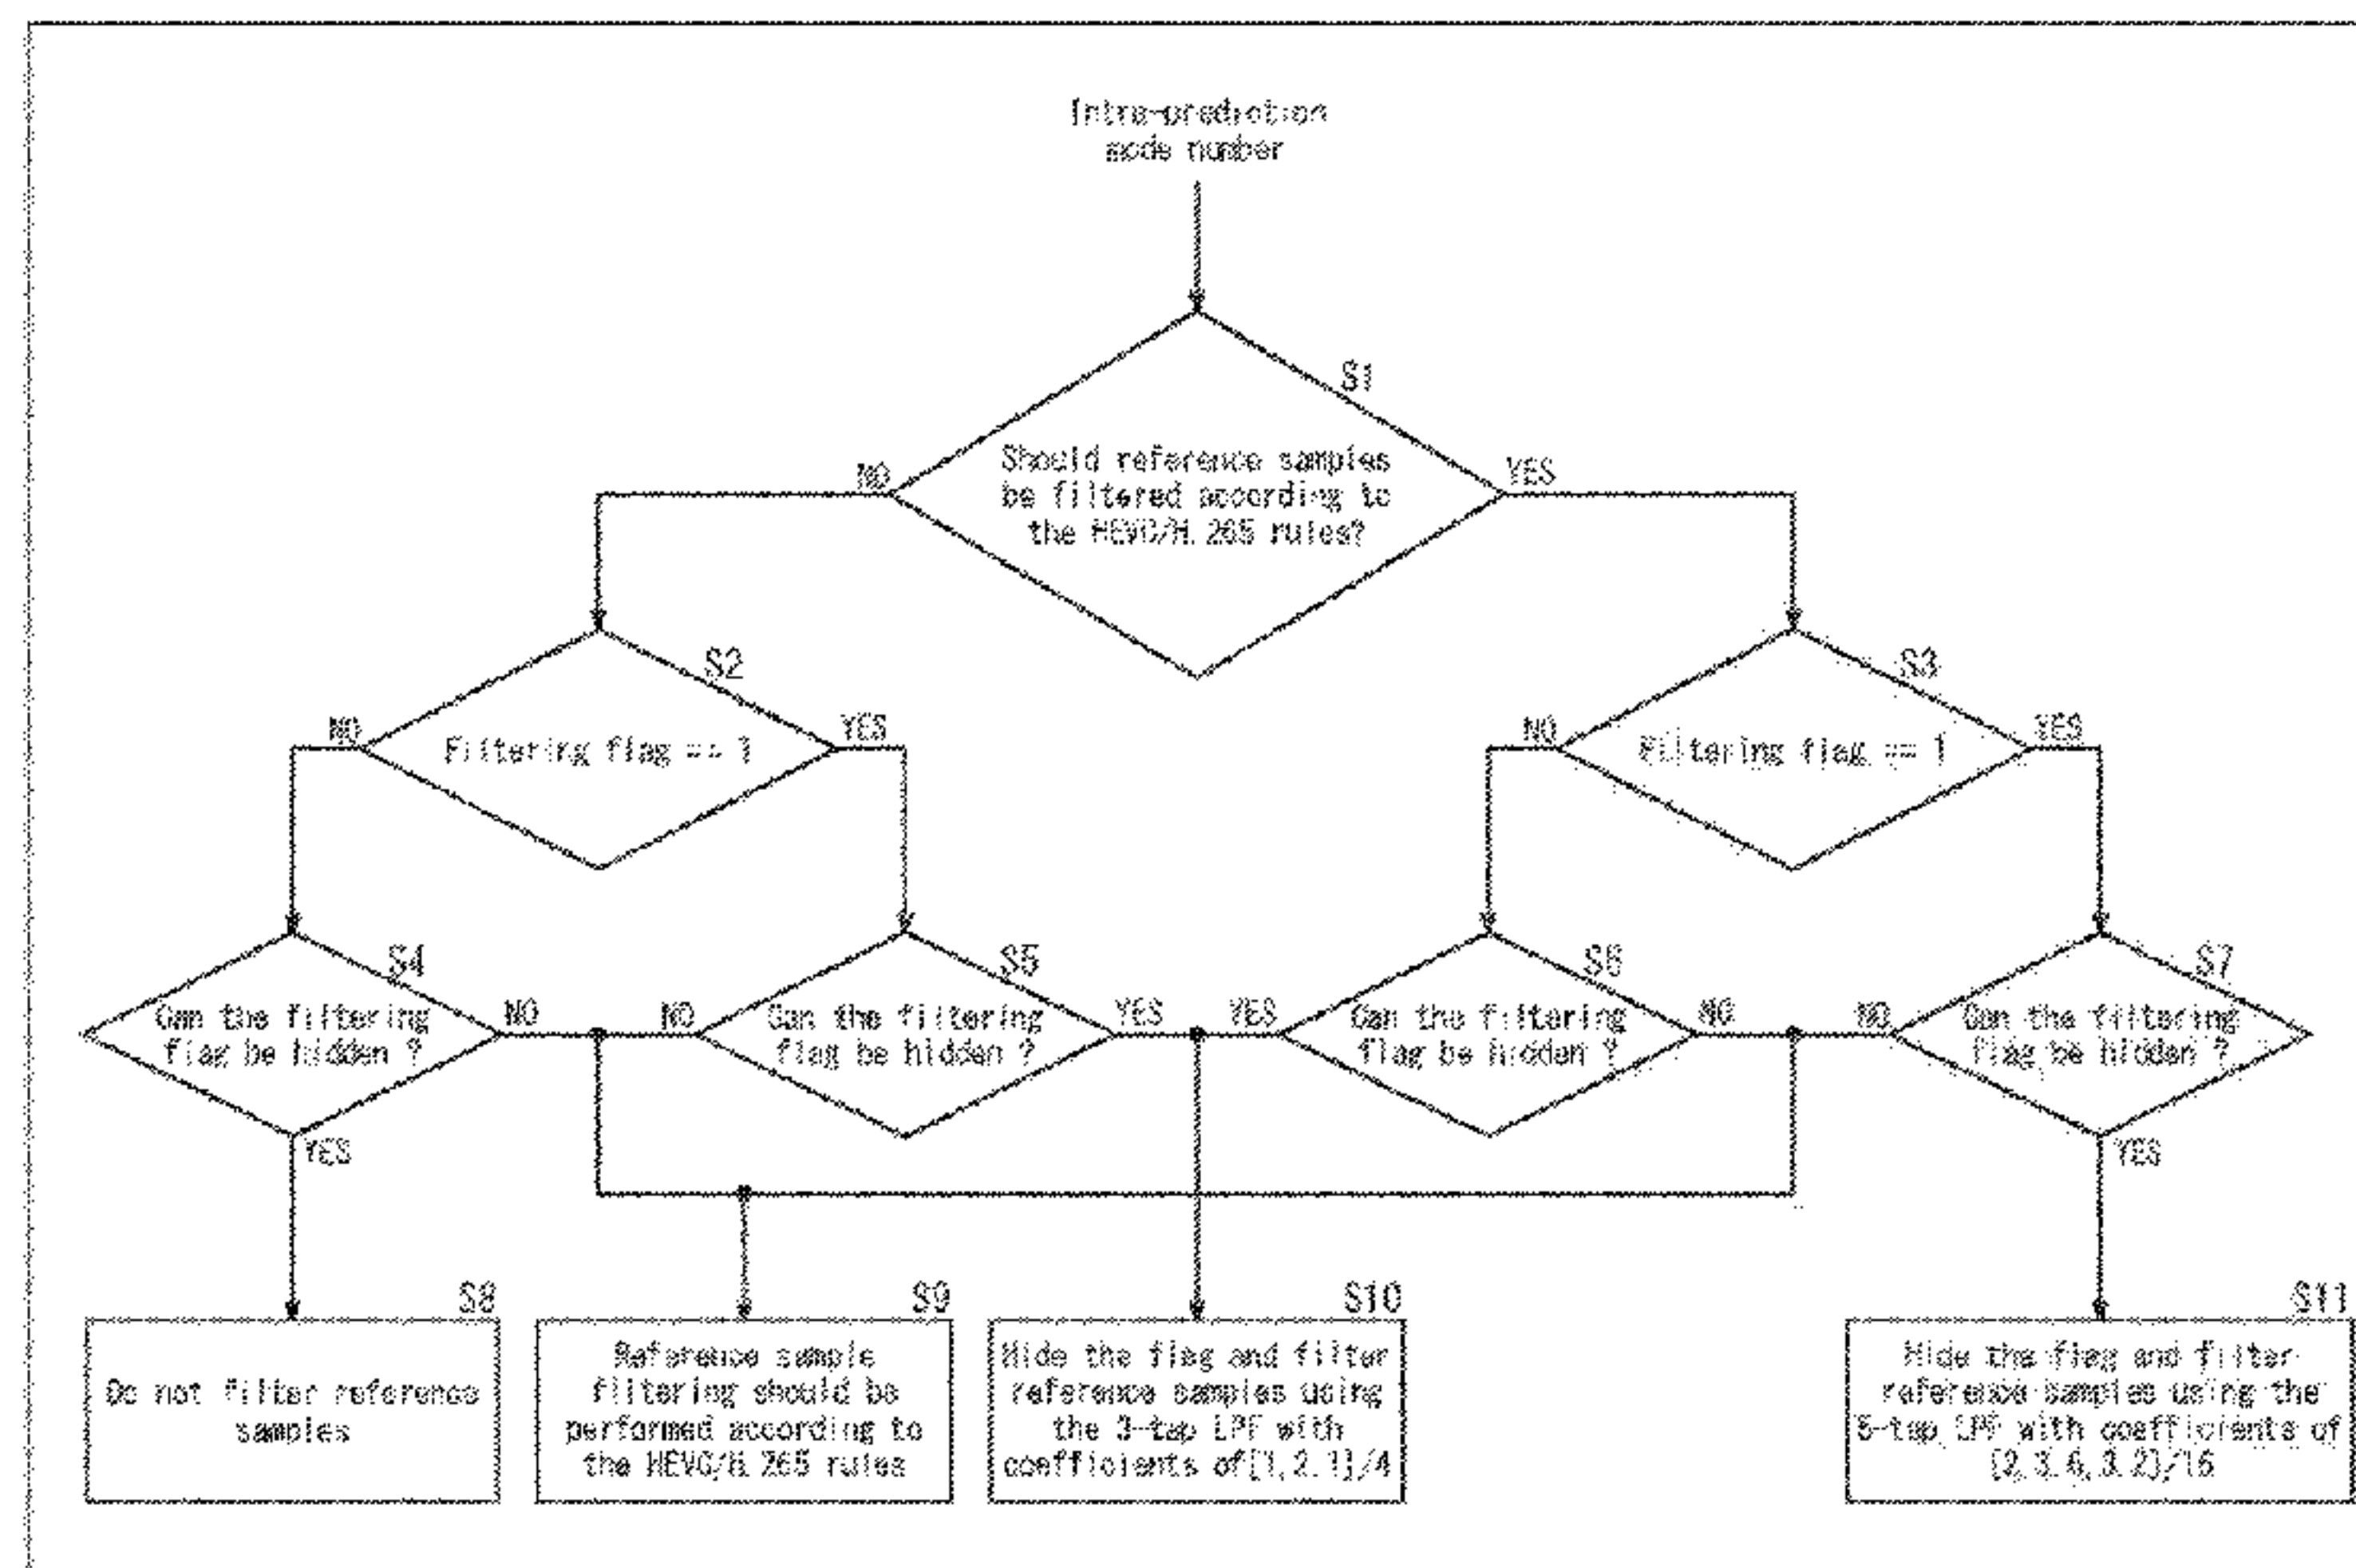 Intra-prediction
mode number
S1
Should reference samples
be filtered according to
the HEVC/H.265 rules?
NO
YES
S2
Filtering flag == 1
NO
YES
S3
Filtering flag == 1
NO
YES
S4
Can the filtering
flag be hidden ?
NO
YES
S5
Can the filtering
flag be hidden ?
NO
YES
S6
Can the filtering
flag be hidden ?
YES
NO
S7
Can the filtering
flag be hidden ?
NO
YES
S8
Do not filter reference
samples
S9
Reference sample
filtering should be
performed according to
the HEVC/H.265 rules
S10
Hide the flag and filter
reference samples using
the 3-tap LPF with
coefficients of[1,2,1]/4
S11
Hide the flag and filter
reference samples using the
5-tap LPF with coefficients of
[2,3,6,3,2]/16